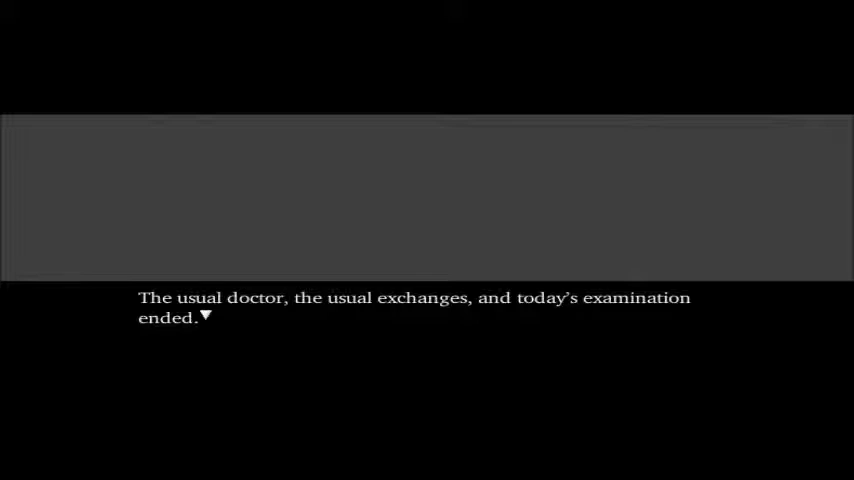 The usual doctor, the usual exchanges, and today's examination
ended.